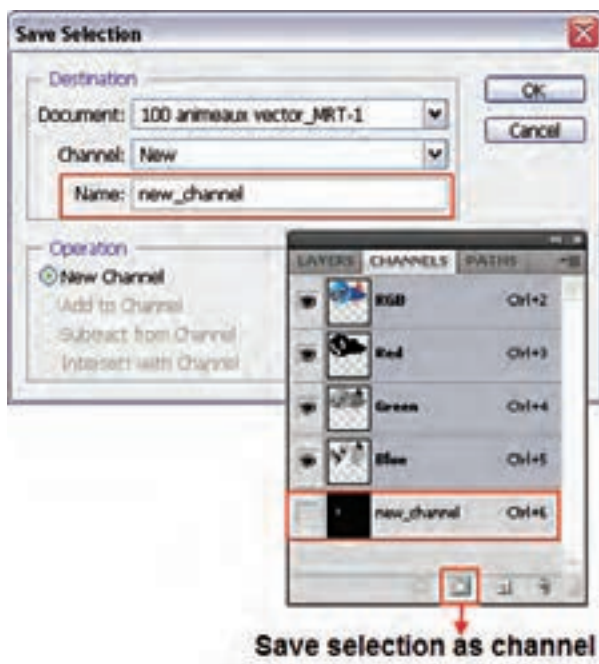 Save Selection
Destination
Document: 100 animeaux vector_MRT-1
Channel: New
Name: new_channel
OK
Cancel
Operation
New Channel
Add to Channel
Subtract from Channel
Intersect with Channel
LAYERS CHANNELS PATHS
RGB Ctrl+2
Red Ctrl+3
Green Ctrl+4
Blue Ctrl+5
new_channel Ctrl+6
Save selection as channel